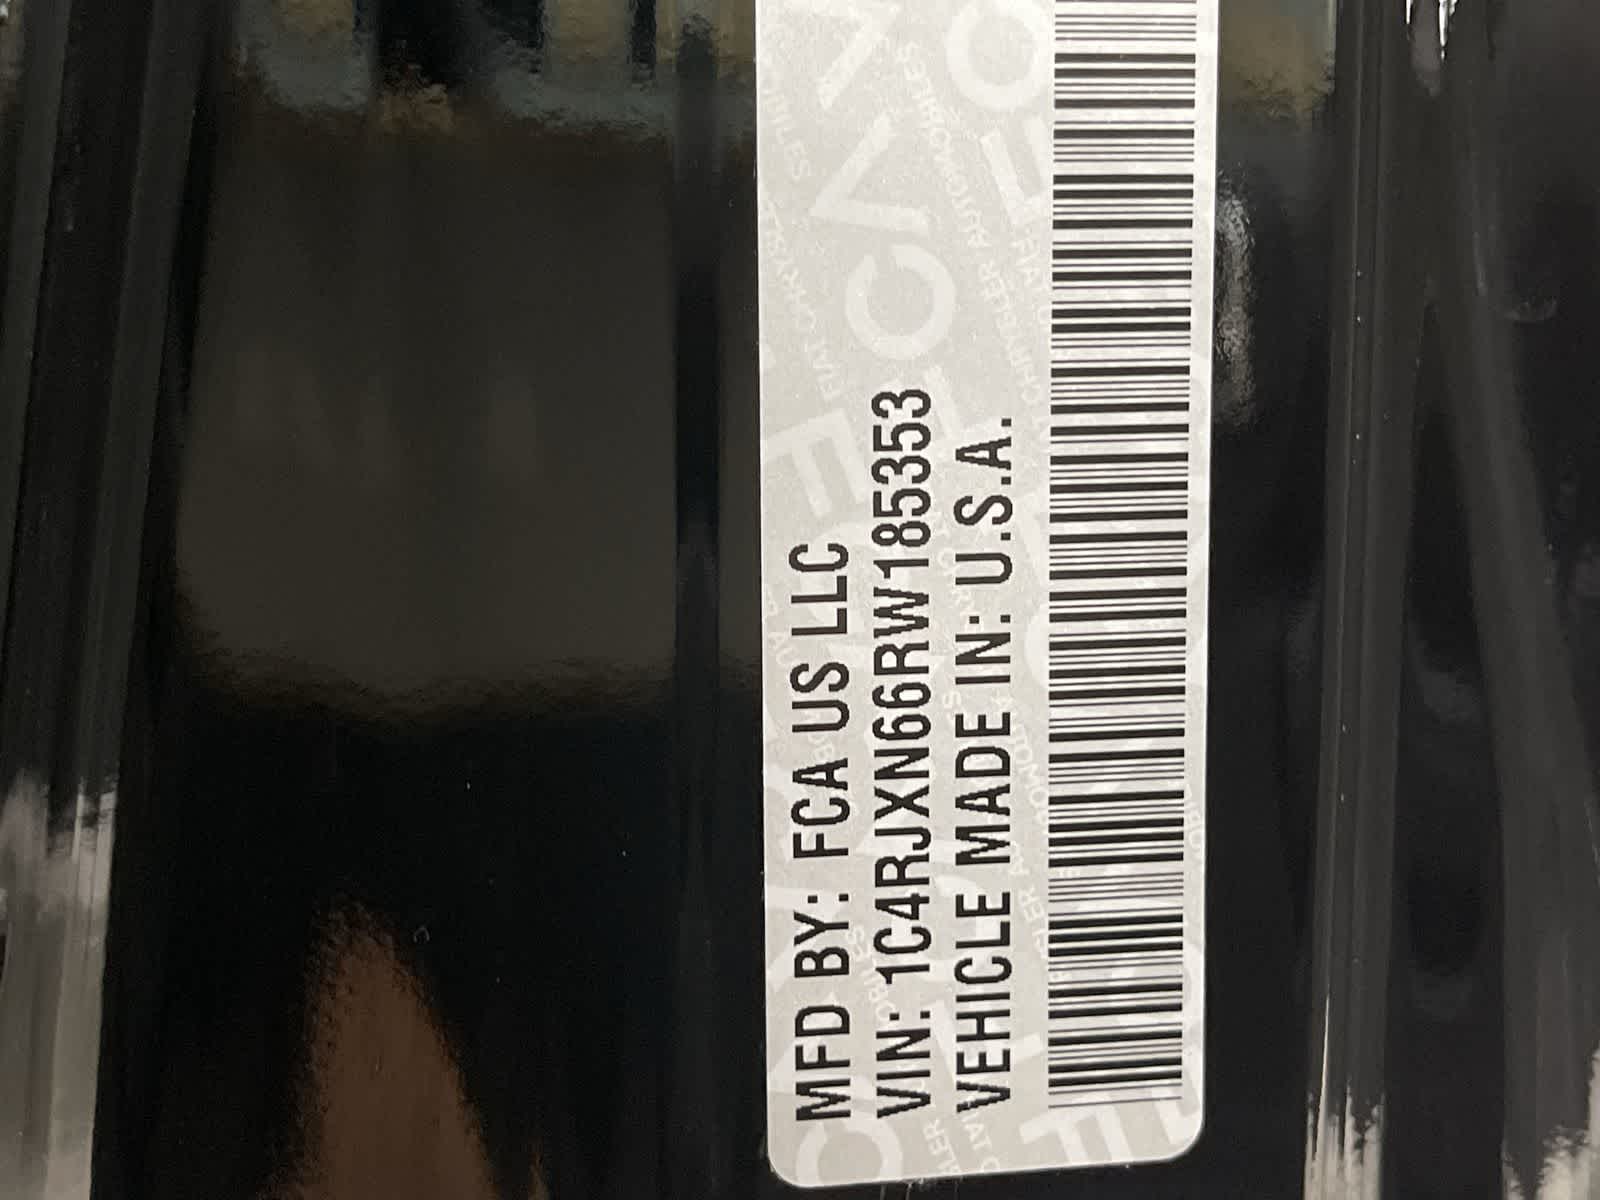 MFD BY: FCA US LLC
VIN: 1C4RJXN66RW185353
VEHICLE MADE IN: U.S.A.